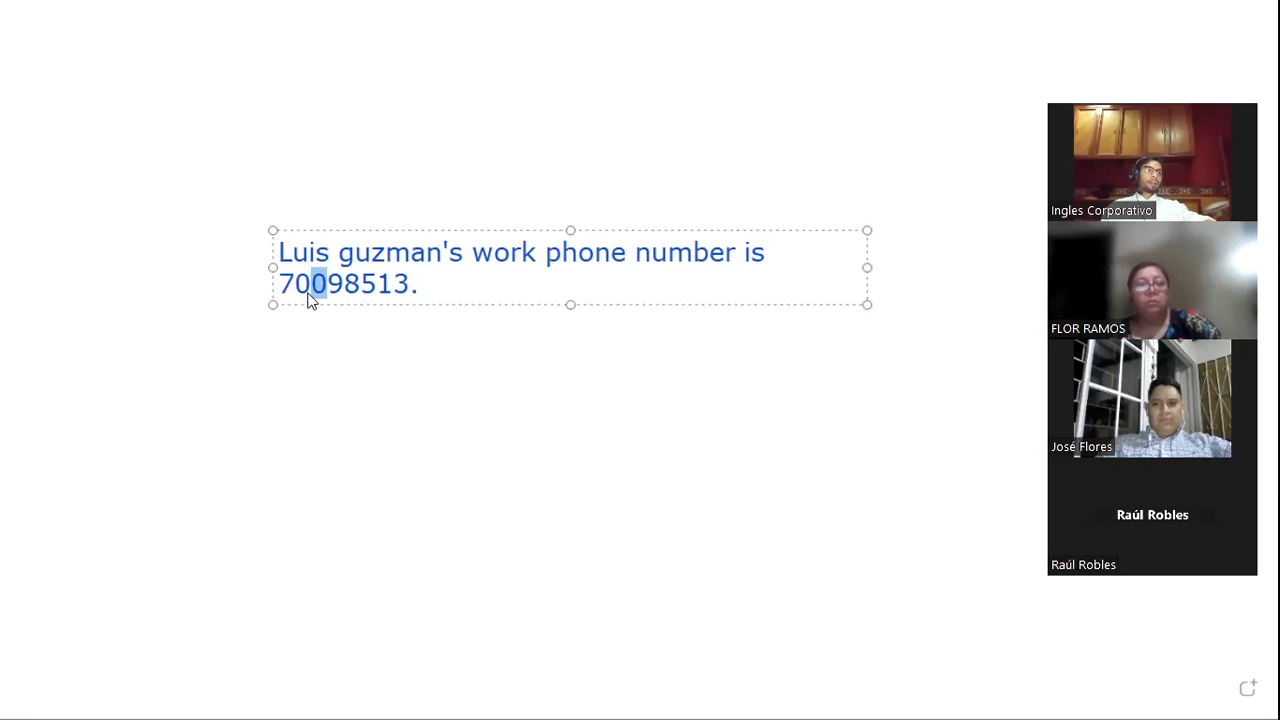 Luis guzman's work phone number is
70098513.
Ingles Corporativo
FLOR RAMOS
José Flores
Raúl Robles
Raúl Robles